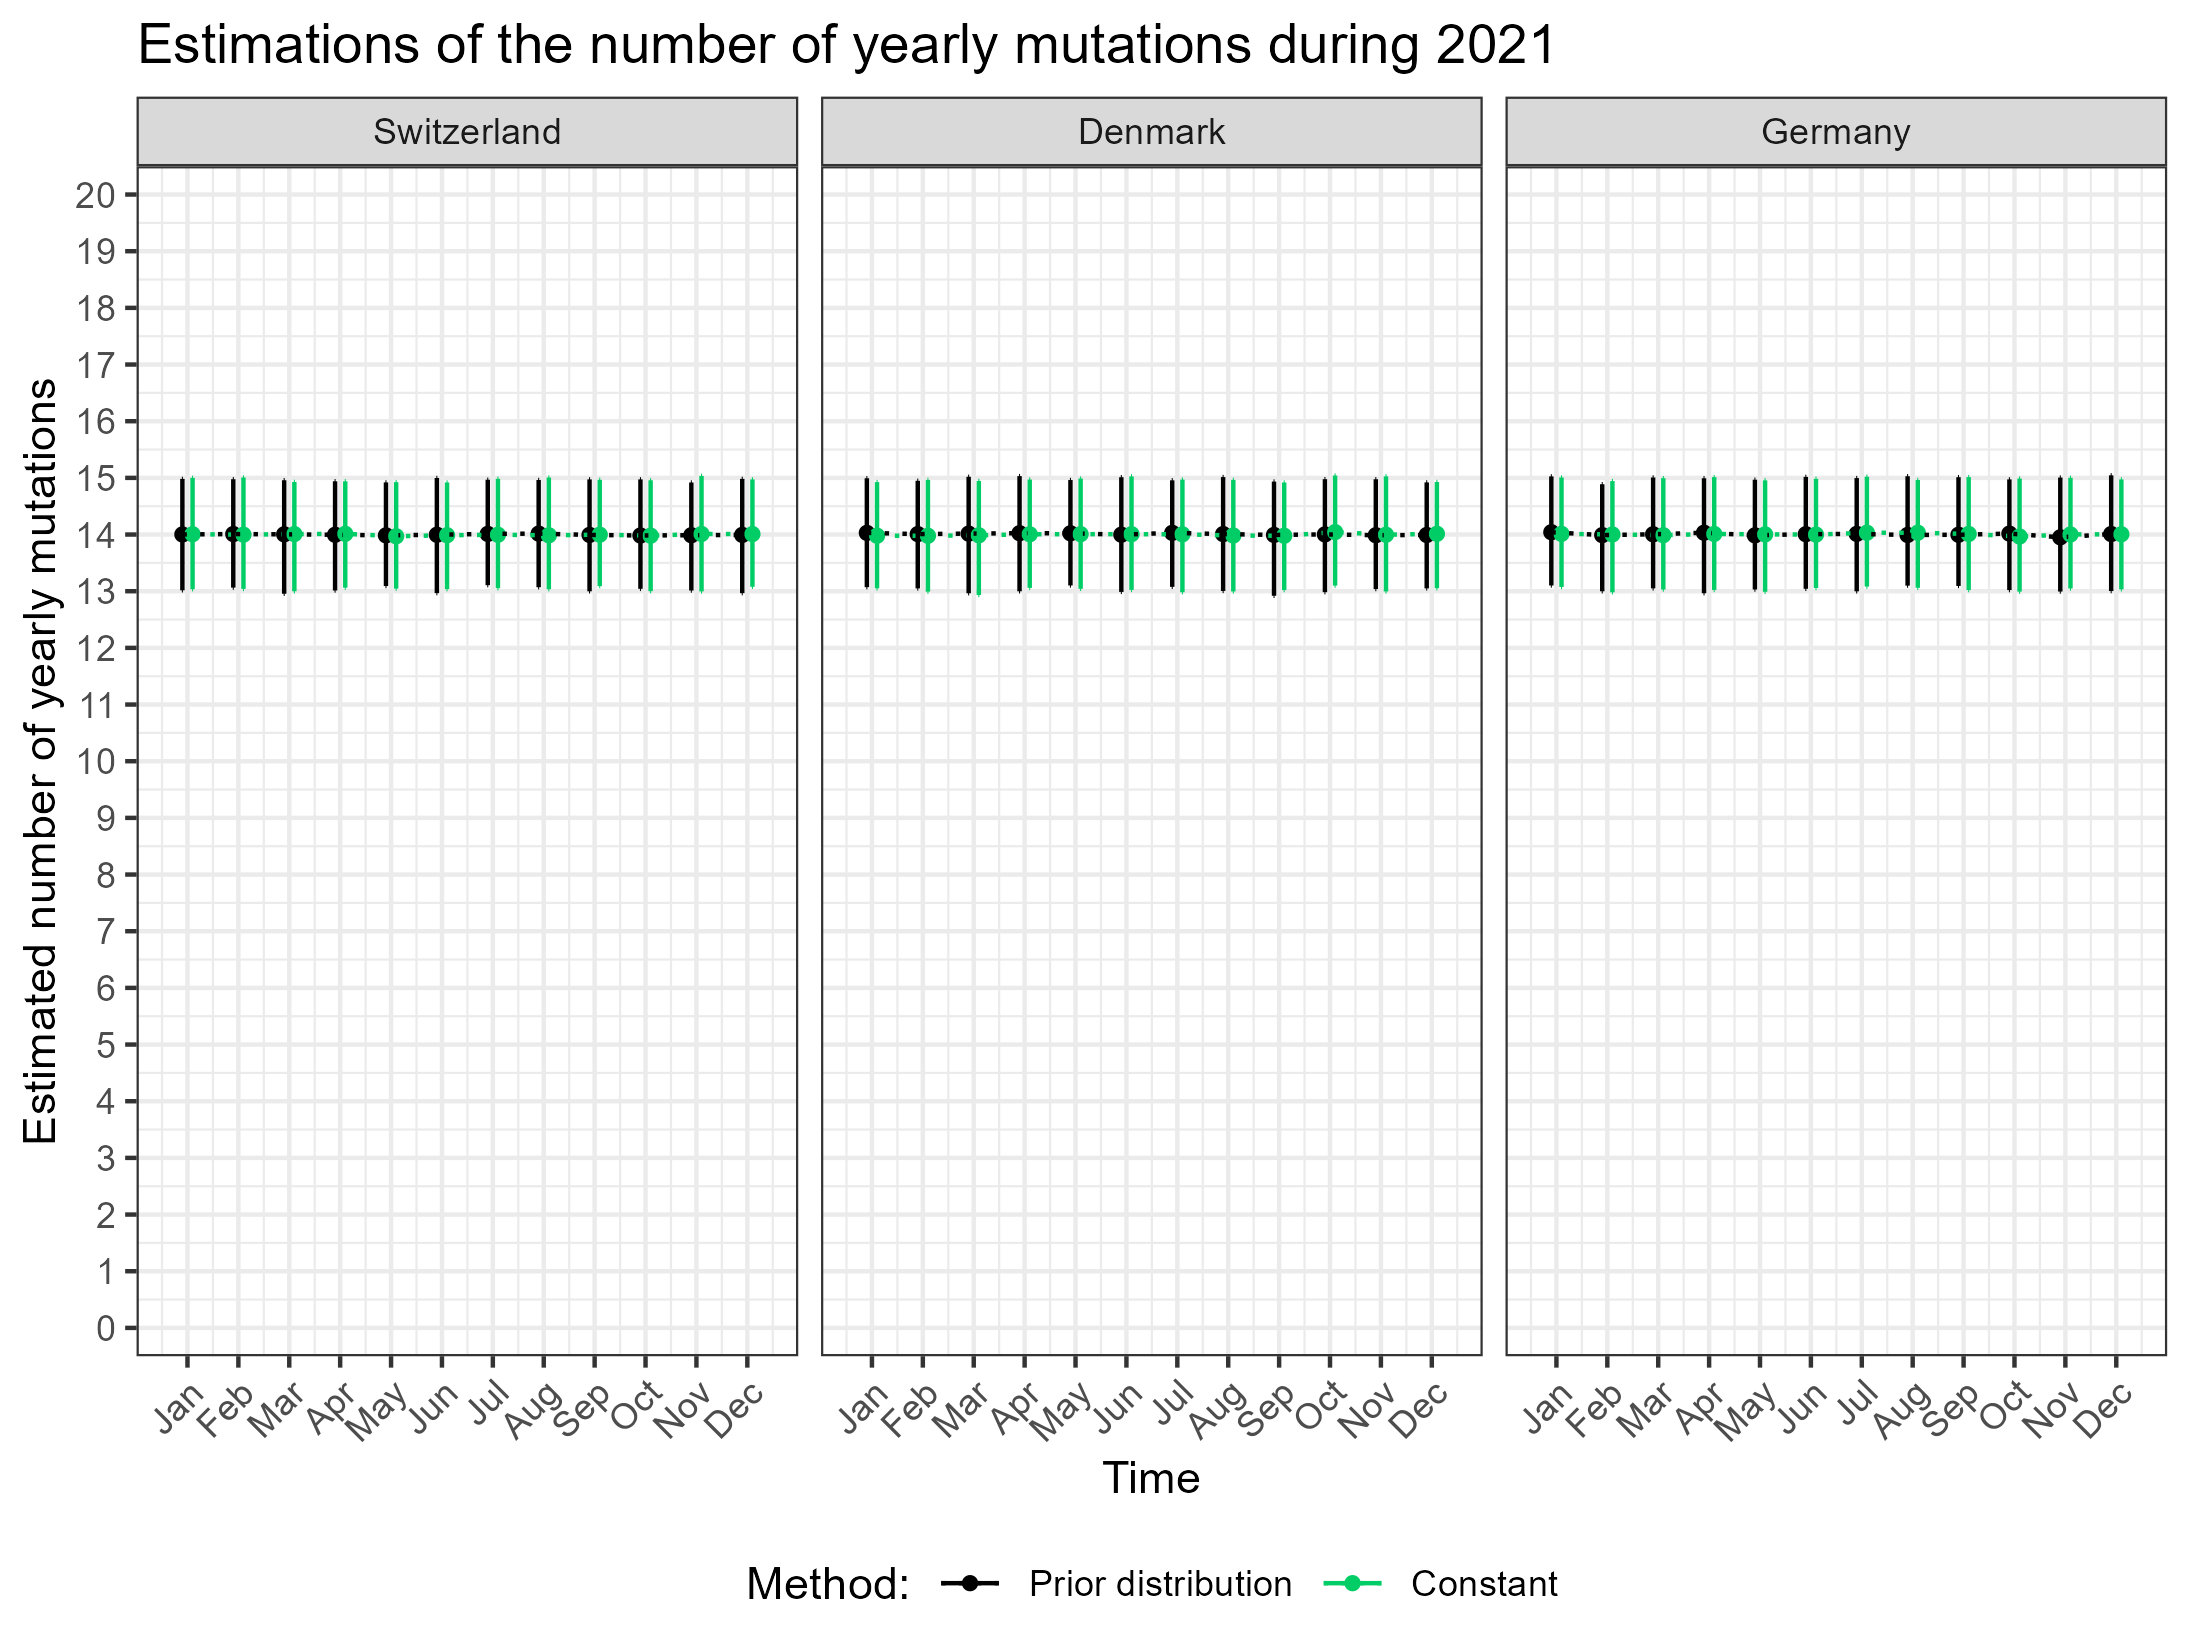 Estimations of the number of yearly mutations during 2021
Switzerland
Denmark
Germany
Estimated number of yearly mutations
20
19
18
17
16
15
14
13
12
11
10
9
8
7
6
5
4
3
2
1
0
Jan Feb Mar Apr May Jun Jul Aug Sep Oct Nov Dec
Jan Feb Mar Apr May Jun Jul Aug Sep Oct Nov Dec
Jan Feb Mar Apr May Jun Jul Aug Sep Oct Nov Dec
Time
Method: Prior distribution Constant